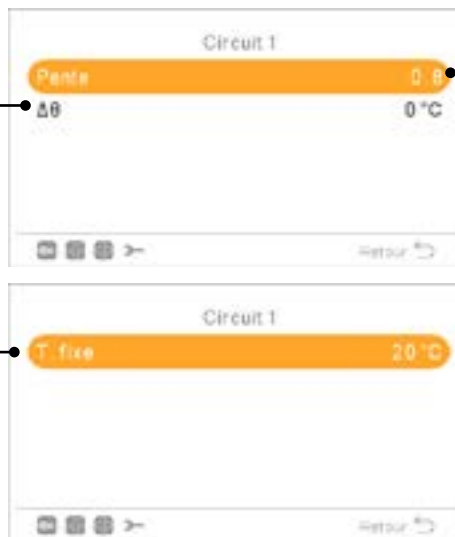 Circuit 1
Pente 0.8
Δθ 0 °C
Retour
Circuit 1
T. fixe 20 °C
Retour